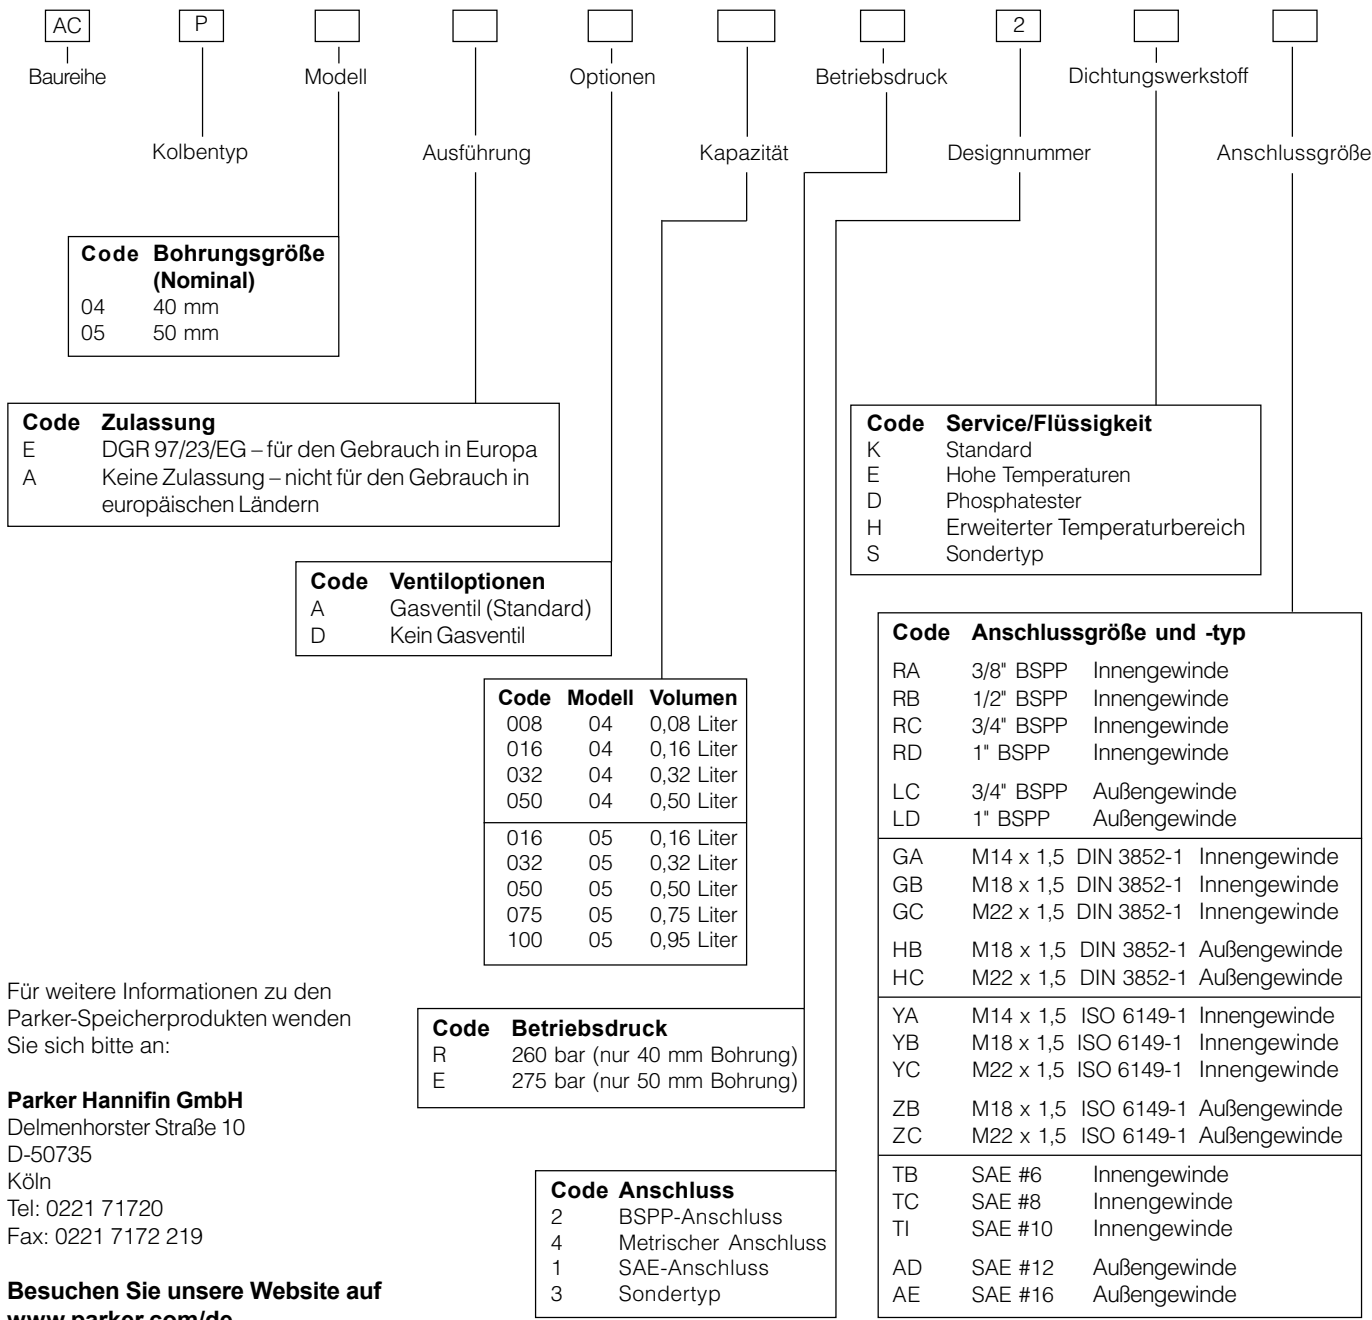 AC P 2
Baureihe Modell Optionen Betriebsdruck Dichtungswerkstoff
Kolbentyp Ausführung Kapazität Designnummer Anschlussgröße
Code Bohrungsgröße
(Nominal)
04 40 mm
05 50 mm
Code Zulassung
E DGR 97/23/EG – für den Gebrauch in Europa
A Keine Zulassung – nicht für den Gebrauch in
europäischen Ländern
Code Service/Flüssigkeit
K Standard
E Hohe Temperaturen
D Phosphatester
H Erweiterter Temperaturbereich
S Sondertyp
Code Ventiloptionen
A Gasventil (Standard)
D Kein Gasventil
Code Modell Volumen
008 04 0,08 Liter
016 04 0,16 Liter
032 04 0,32 Liter
050 04 0,50 Liter
016 05 0,16 Liter
032 05 0,32 Liter
050 05 0,50 Liter
075 05 0,75 Liter
100 05 0,95 Liter
Code Anschlussgröße und -typ
RA 3/8" BSPP Innengewinde
RB 1/2" BSPP Innengewinde
RC 3/4" BSPP Innengewinde
RD 1" BSPP Innengewinde
LC 3/4" BSPP Außengewinde
LD 1" BSPP Außengewinde
GA M14 x 1,5 DIN 3852-1 Innengewinde
GB M18 x 1,5 DIN 3852-1 Innengewinde
GC M22 x 1,5 DIN 3852-1 Innengewinde
HB M18 x 1,5 DIN 3852-1 Außengewinde
HC M22 x 1,5 DIN 3852-1 Außengewinde
YA M14 x 1,5 ISO 6149-1 Innengewinde
YB M18 x 1,5 ISO 6149-1 Innengewinde
YC M22 x 1,5 ISO 6149-1 Innengewinde
ZB M18 x 1,5 ISO 6149-1 Außengewinde
ZC M22 x 1,5 ISO 6149-1 Außengewinde
TB SAE #6 Innengewinde
TC SAE #8 Innengewinde
TI SAE #10 Innengewinde
AD SAE #12 Außengewinde
AE SAE #16 Außengewinde
Code Betriebsdruck
R 260 bar (nur 40 mm Bohrung)
E 275 bar (nur 50 mm Bohrung)
Code Anschluss
2 BSPP-Anschluss
4 Metrischer Anschluss
1 SAE-Anschluss
3 Sondertyp
Für weitere Informationen zu den
Parker-Speicherprodukten wenden
Sie sich bitte an:
Parker Hannifin GmbH
Delmenhorster Straße 10
D-50735
Köln
Tel: 0221 71720
Fax: 0221 7172 219
Besuchen Sie unsere Website auf
www.parker.com/de